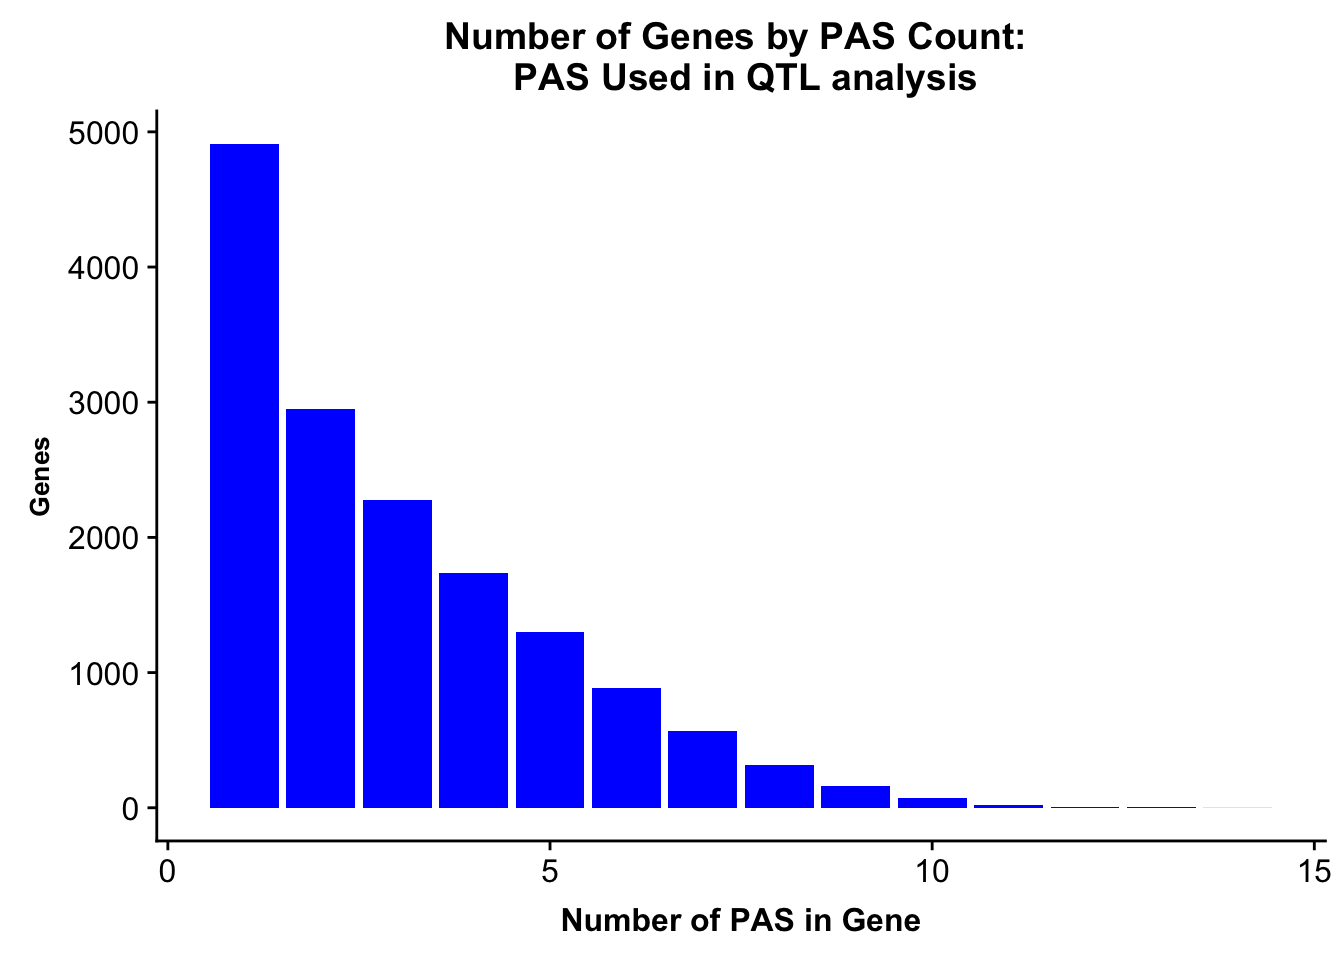 Number of Genes by PAS Count:
PAS Used in QTL analysis
5000
4000
3000
2000
1000
0
Genes
0 5 10 15
Number of PAS in Gene